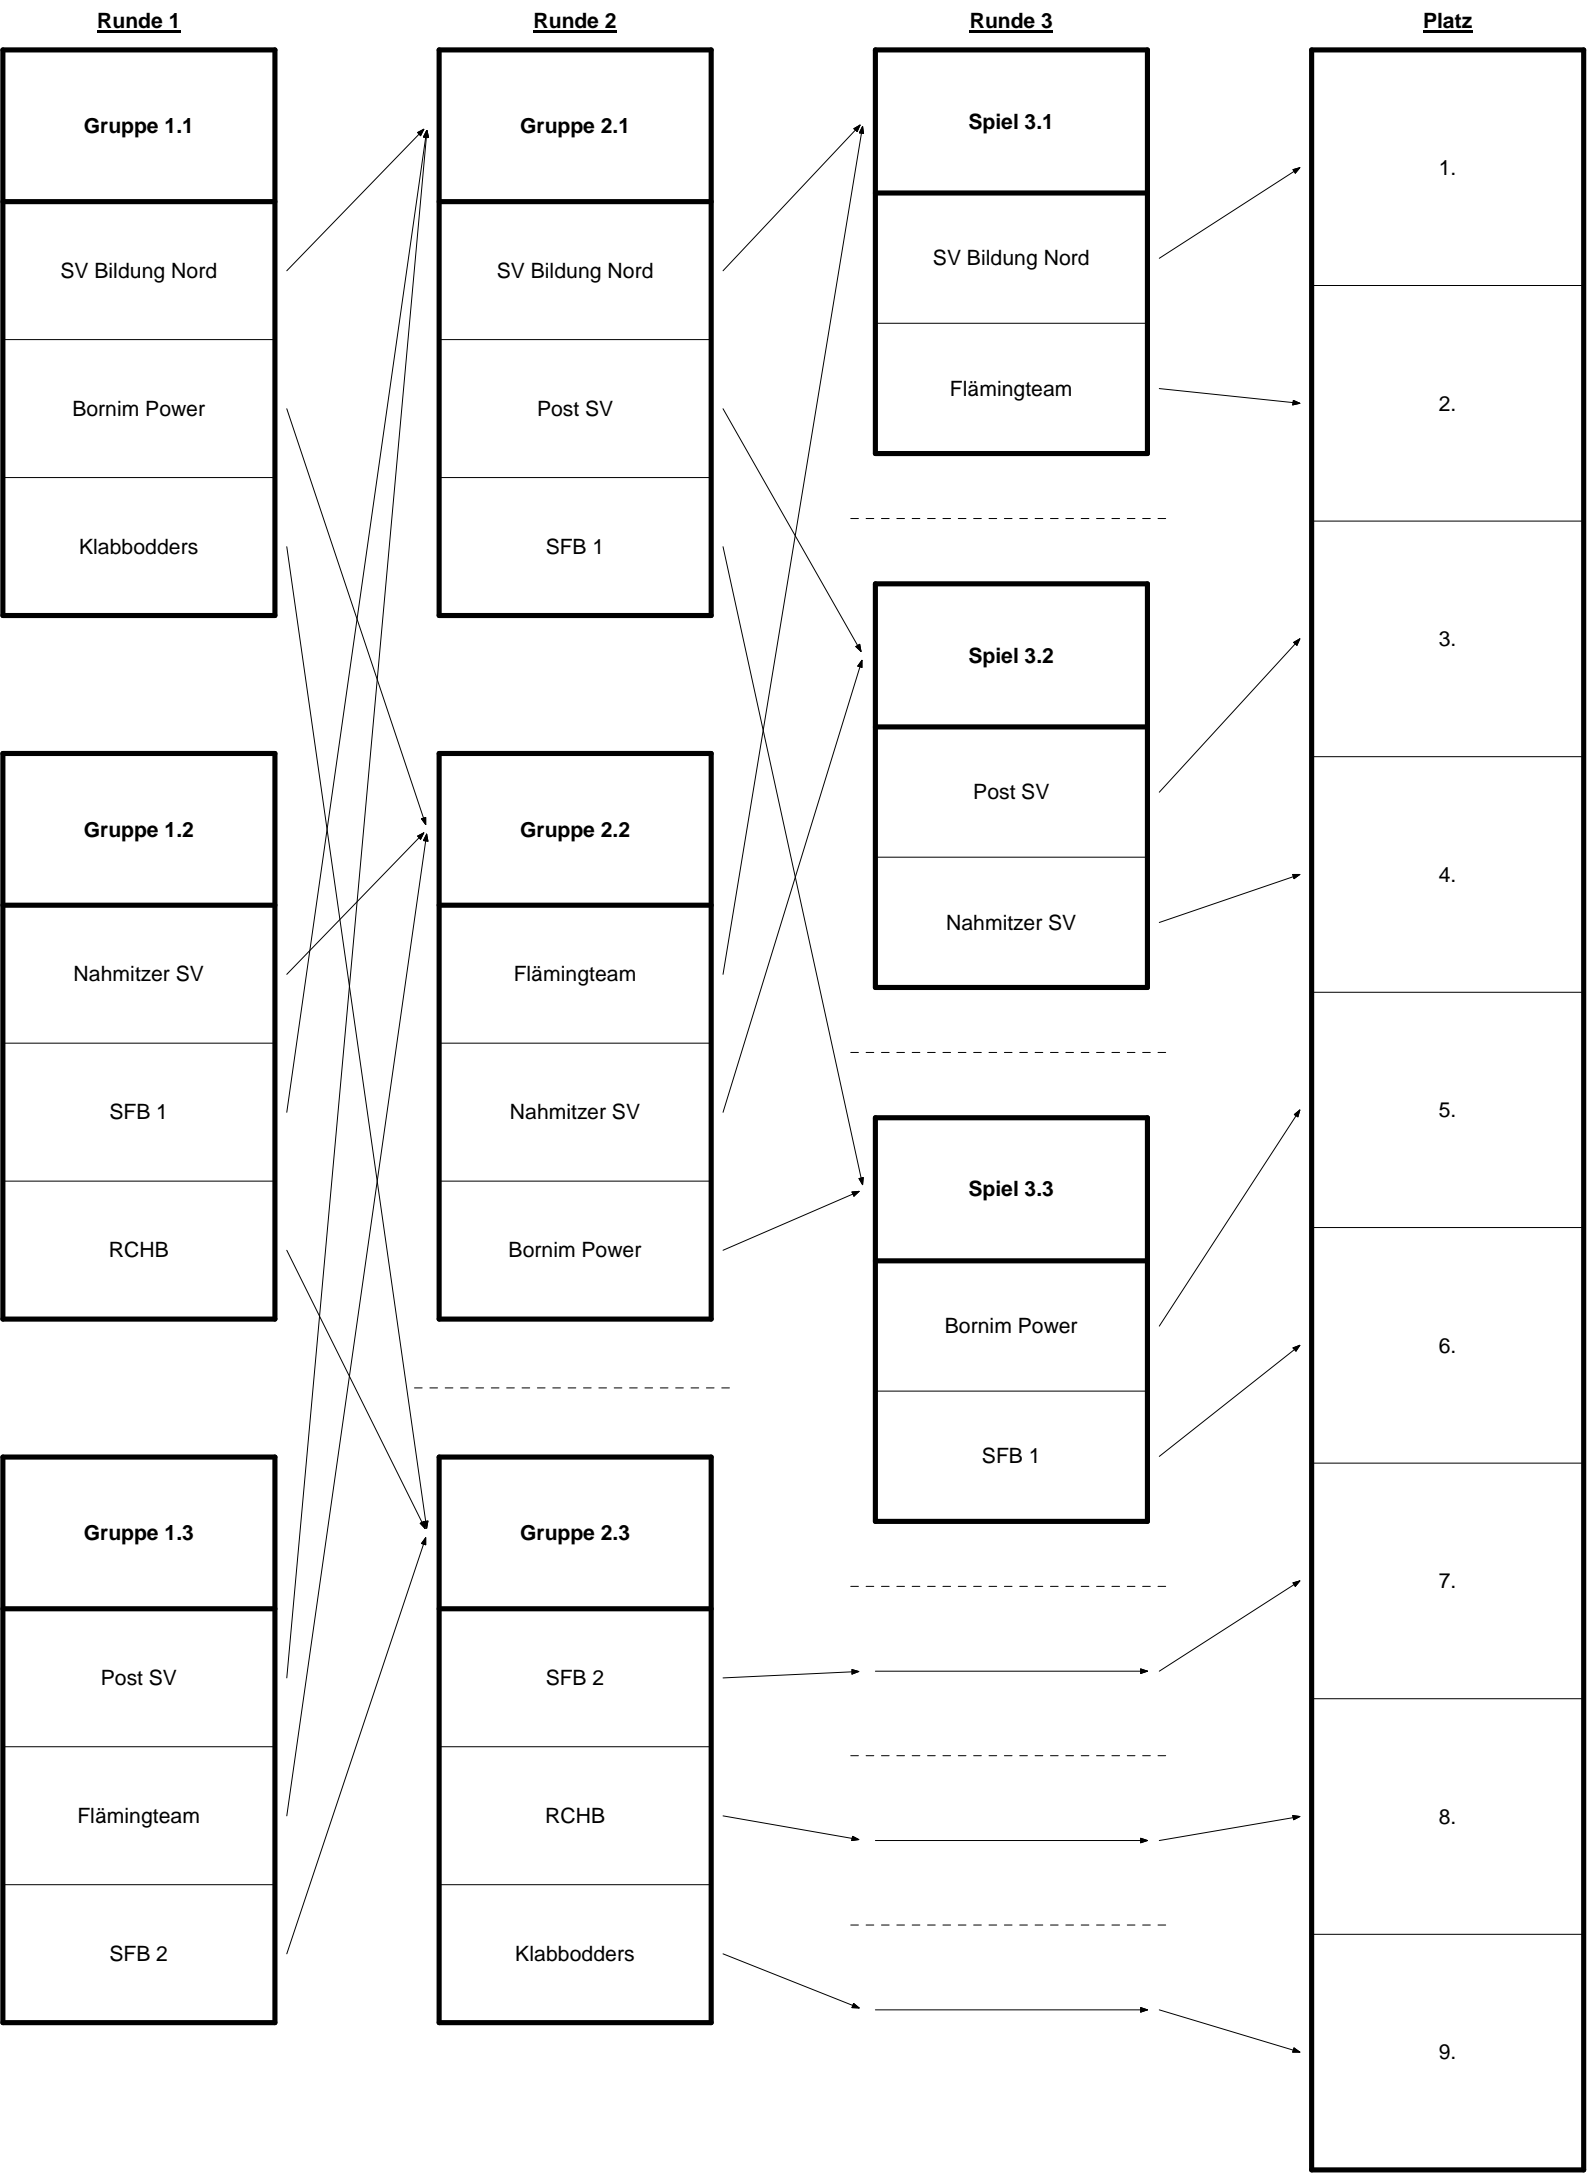 Runde 1
Runde 2
Runde 3
Platz
Gruppe 1.1
SV Bildung Nord
Bornim Power
Klabbodders
Gruppe 1.2
Nahmitzer SV
SFB 1
RCHB
Gruppe 1.3
Post SV
Flämingteam
SFB 2
Gruppe 2.1
SV Bildung Nord
Post SV
SFB 1
Gruppe 2.2
Flämingteam
Nahmitzer SV
Bornim Power
Gruppe 2.3
SFB 2
RCHB
Klabbodders
Spiel 3.1
SV Bildung Nord
Flämingteam
Spiel 3.2
Post SV
Nahmitzer SV
Spiel 3.3
Bornim Power
SFB 1
1.
2.
3.
4.
5.
6.
7.
8.
9.